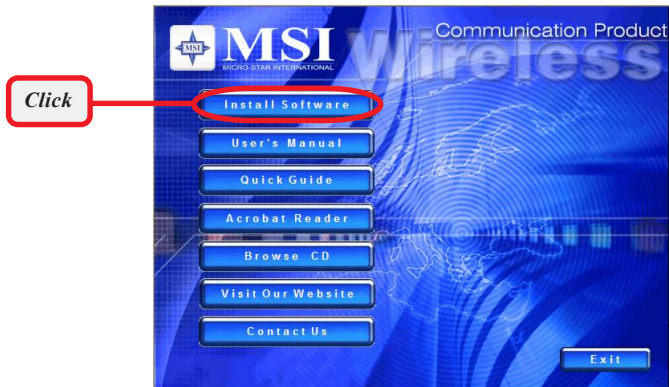 MSI
MSI
MICRO-STAR INTERNATIONAL
Communication Product
Wireless
Click
Install Software
User's Manual
Quick Guide
Acrobat Reader
Browse CD
Visit Our Website
Contact Us
Exit